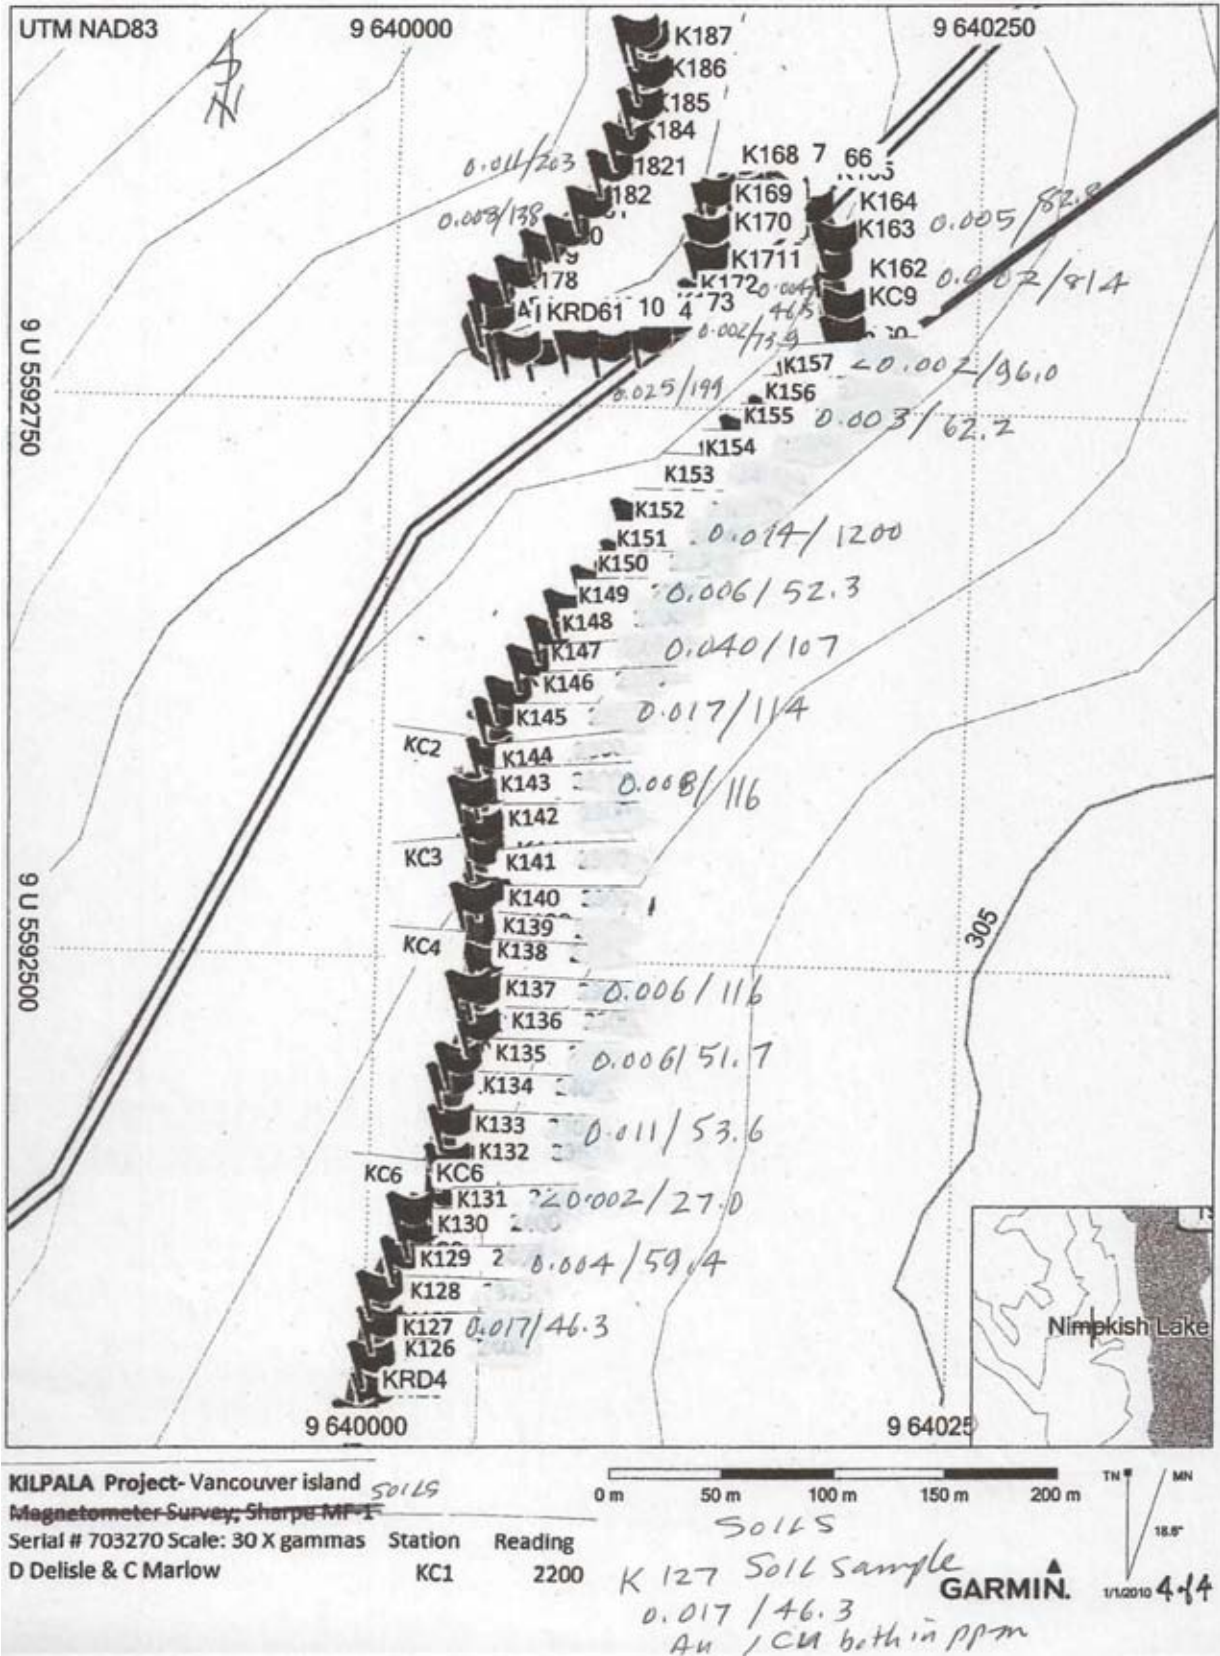 UTM NAD83 9 640000 9 640250
K187
K186
K185
K184
0.011/203 1821 K168 7 66
182 K169 K164
0.008/138 K170 K163 0.005/82.8
K1711 K162
178 K172 0.002/814
KRD61 10 4 73 KC9
0.002/73.9
K157 <0.002/96.0
0.025/199 K156
9 U 5592750 K155 0.003/62.2
K154
K153
K152
K151 0.014/1200
K150
K149 0.006/52.3
K148
K147 0.040/107
K146
K145 0.017/114
KC2 K144
K143 0.008/116
K142
KC3 K141
K140
K139
KC4 K138 305
9 U 5592500 K137 0.006/116
K136
K135 0.006/51.7
K134
K133 0.011/53.6
K132
KC6 KC6
K131 <0.002/27.0
K130
K129 0.004/59.4
K128
K127 0.017/46.3 Nimpkish Lake
K126
KRD4
9 640000 9 64025
KILPALA Project- Vancouver island SOILS
Magnetometer Survey; Sharpe MF-1
Serial # 703270 Scale: 30 X gammas Station Reading
D Delisle & C Marlow KC1 2200
0 m 50 m 100 m 150 m 200 m
TN MN
18.6°
SOILS
K 127 Soil sample
0.017/46.3
Au / Cu both in ppm
GARMIN.
1/1/2010 4of4